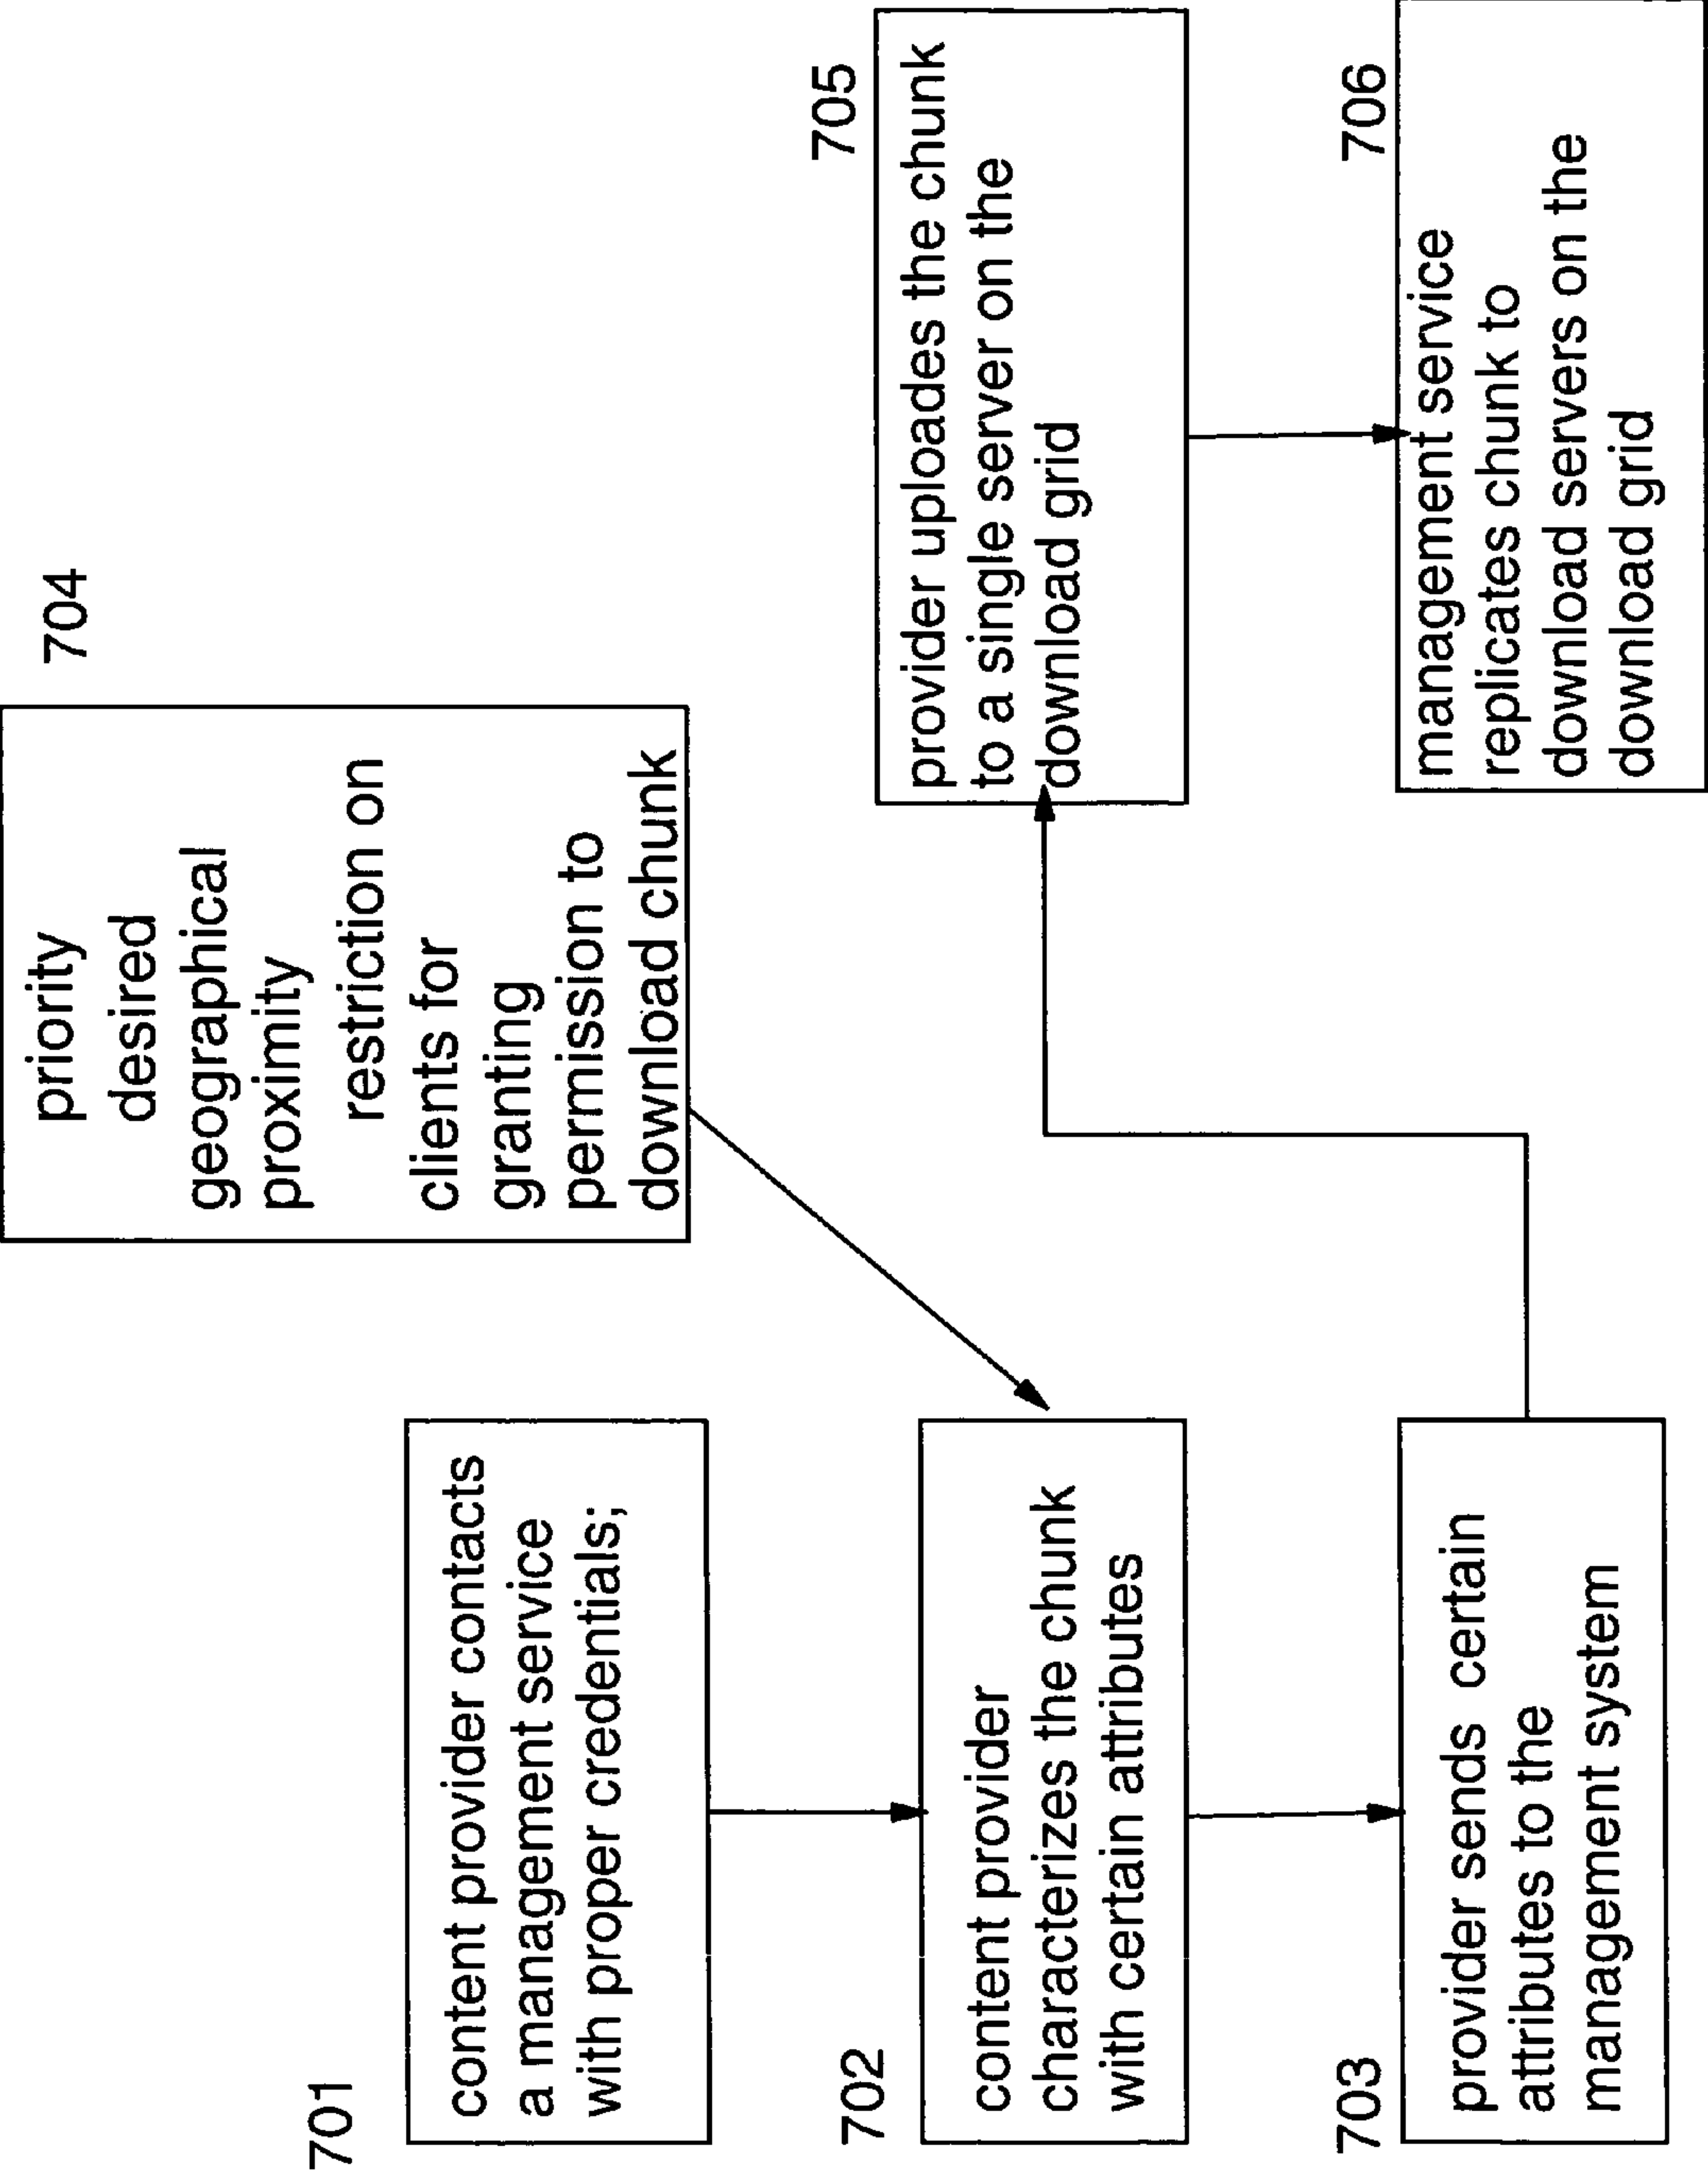 701
content provider contacts
a management service
with proper credentials;
702
content provider
characterizes the chunk
with certain attributes
703
provider sends certain
attributes to the
management system
704
priority
desired
geographical
proximity
restriction on
clients for
granting
permission to
download chunk
705
provider uploades the chunk
to a single server on the
download grid
706
management service
replicates chunk to
download servers on the
download grid